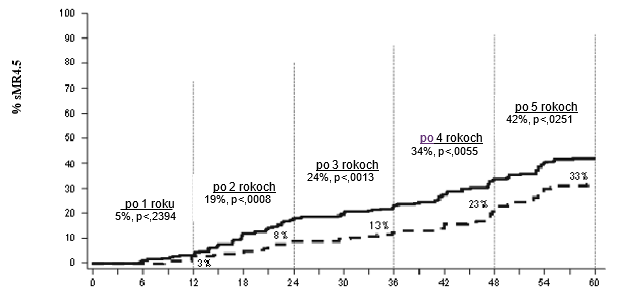 100
90
80
70
60
50
40
30
20
10
0
% sMR4.5
po 1 roku
5%, p<,2394
po 2 rokoch
19%, p<,0008
po 3 rokoch
24%, p<,0013
po 4 rokoch
34%, p<,0055
po 5 rokoch
42%, p<,0251
3%
8%
13%
23%
33%
0 6 12 18 24 30 36 42 48 54 60